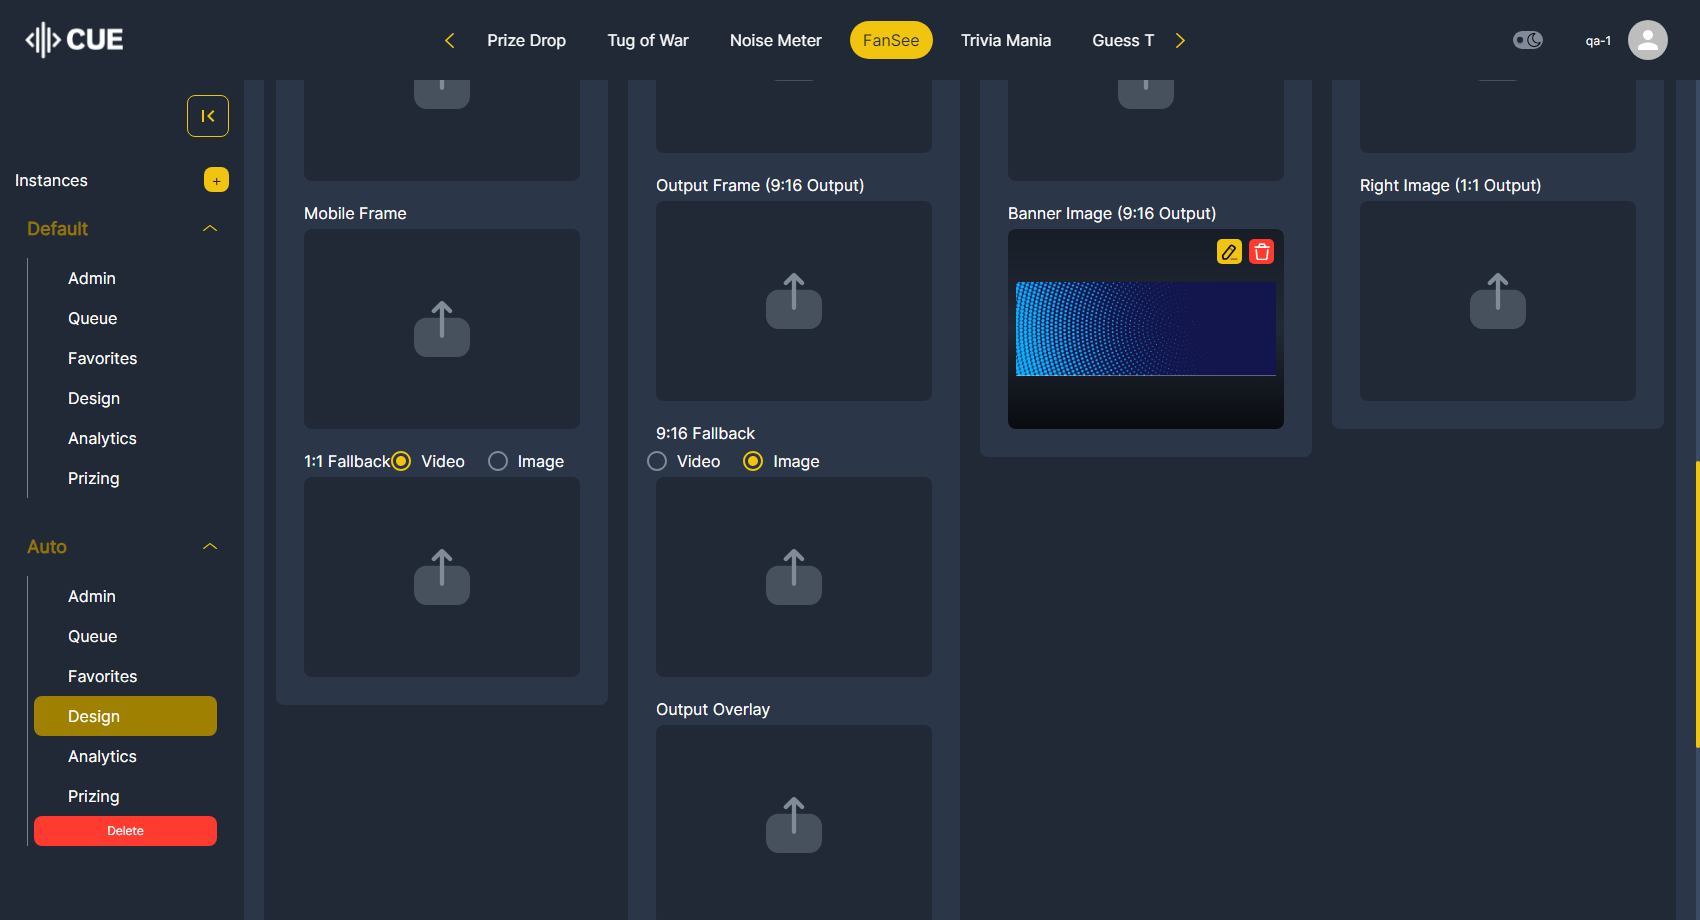 CUE
Prize Drop
Tug of War
Noise Meter
FanSee
Trivia Mania
Guess T
qa-1
Instances
+
Default
Admin
Queue
Favorites
Design
Analytics
Prizing
Auto
Admin
Queue
Favorites
Design
Analytics
Prizing
Delete
Mobile Frame
1:1 Fallback Video Image
Output Frame (9:16 Output)
9:16 Fallback
Video Image
Output Overlay
Banner Image (9:16 Output)
Right Image (1:1 Output)